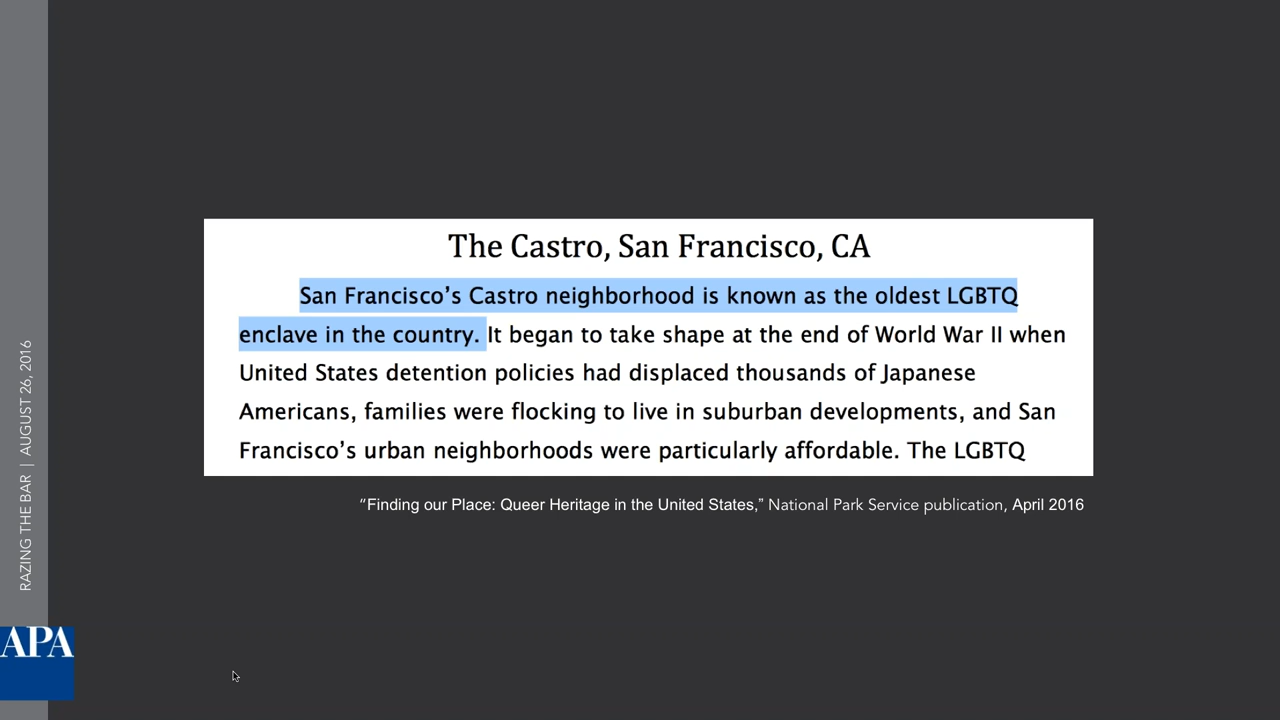 The Castro, San Francisco, CA
San Francisco’s Castro neighborhood is known as the oldest LGBTQ
enclave in the country. It began to take shape at the end of World War II when
United States detention policies had displaced thousands of Japanese
Americans, families were flocking to live in suburban developments, and San
Francisco’s urban neighborhoods were particularly affordable. The LGBTQ
“Finding our Place: Queer Heritage in the United States,” National Park Service publication, April 2016
RAZING THE BAR | AUGUST 26, 2016
APA